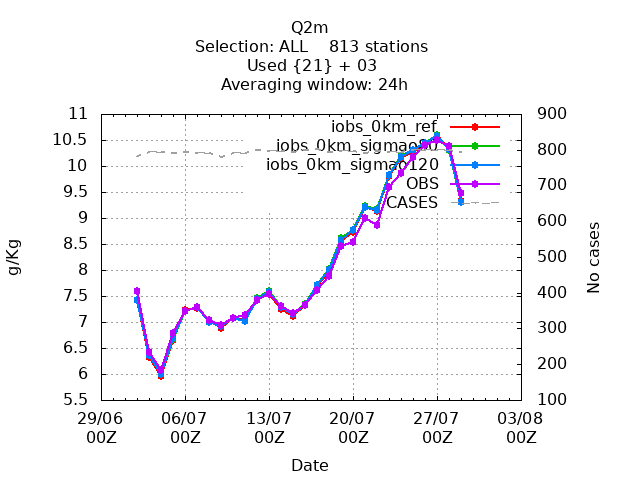 Q2m
Selection: ALL 813 stations
Used {21} + 03
Averaging window: 24h
11
10.5
10
9.5
9
8.5
8
7.5
7
6.5
6
5.5
g/Kg
900
800
700
600
500
400
300
200
100
No cases
iobs_0km_ref
iobs_0km_sigmao80
iobs_0km_sigmao120
OBS
CASES
29/06 06/07 13/07 20/07 27/07 03/08
00Z 00Z 00Z 00Z 00Z 00Z
Date